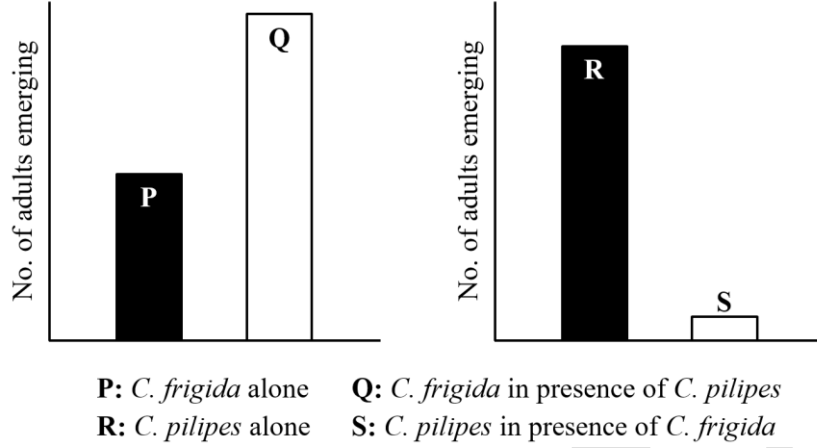 No. of adults emerging
P
Q
No. of adults emerging
R
S
P: C. frigida alone
Q: C. frigida in presence of C. pilipes
R: C. pilipes alone
S: C. pilipes in presence of C. frigida